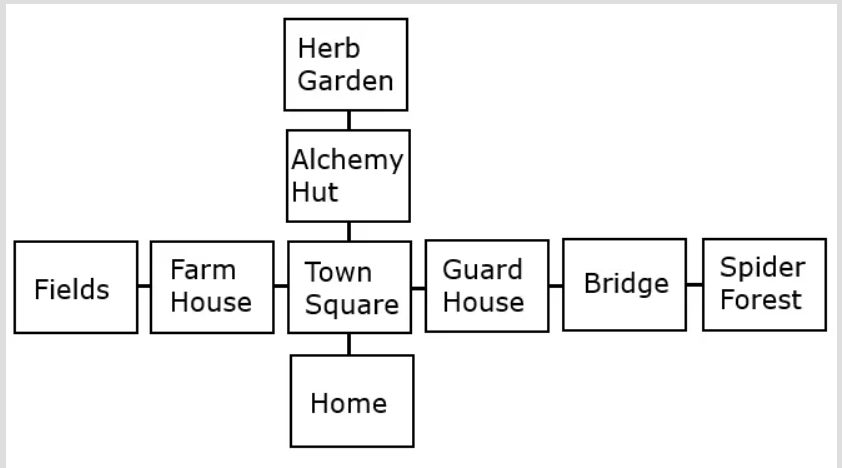 Herb
Garden
Alchemy
Hut
Fields
Farm
House
Town
Square
Guard
House
Bridge
Spider
Forest
Home